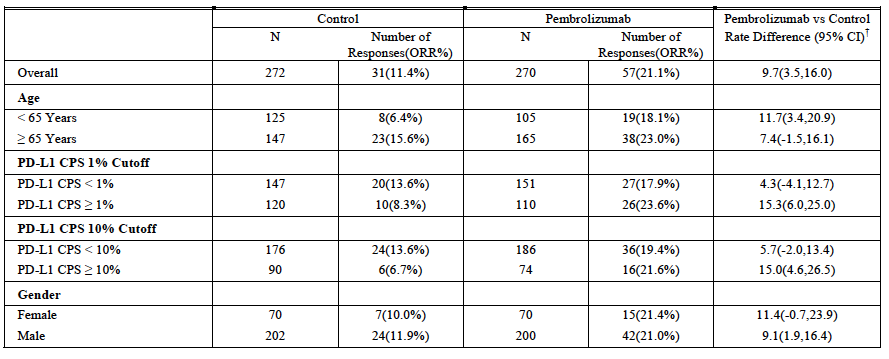 Control Pembrolizumab Pembrolizumab vs Control
N Number of N Number of Rate Difference (95% CI)†
Responses(ORR%) Responses(ORR%)
Overall 272 31(11.4%) 270 57(21.1%) 9.7(3.5,16.0)
Age
< 65 Years 125 8(6.4%) 105 19(18.1%) 11.7(3.4,20.9)
≥ 65 Years 147 23(15.6%) 165 38(23.0%) 7.4(-1.5,16.1)
PD-L1 CPS 1% Cutoff
PD-L1 CPS < 1% 147 20(13.6%) 151 27(17.9%) 4.3(-4.1,12.7)
PD-L1 CPS ≥ 1% 120 10(8.3%) 110 26(23.6%) 15.3(6.0,25.0)
PD-L1 CPS 10% Cutoff
PD-L1 CPS < 10% 176 24(13.6%) 186 36(19.4%) 5.7(-2.0,13.4)
PD-L1 CPS ≥ 10% 90 6(6.7%) 74 16(21.6%) 15.0(4.6,26.5)
Gender
Female 70 7(10.0%) 70 15(21.4%) 11.4(-0.7,23.9)
Male 202 24(11.9%) 200 42(21.0%) 9.1(1.9,16.4)